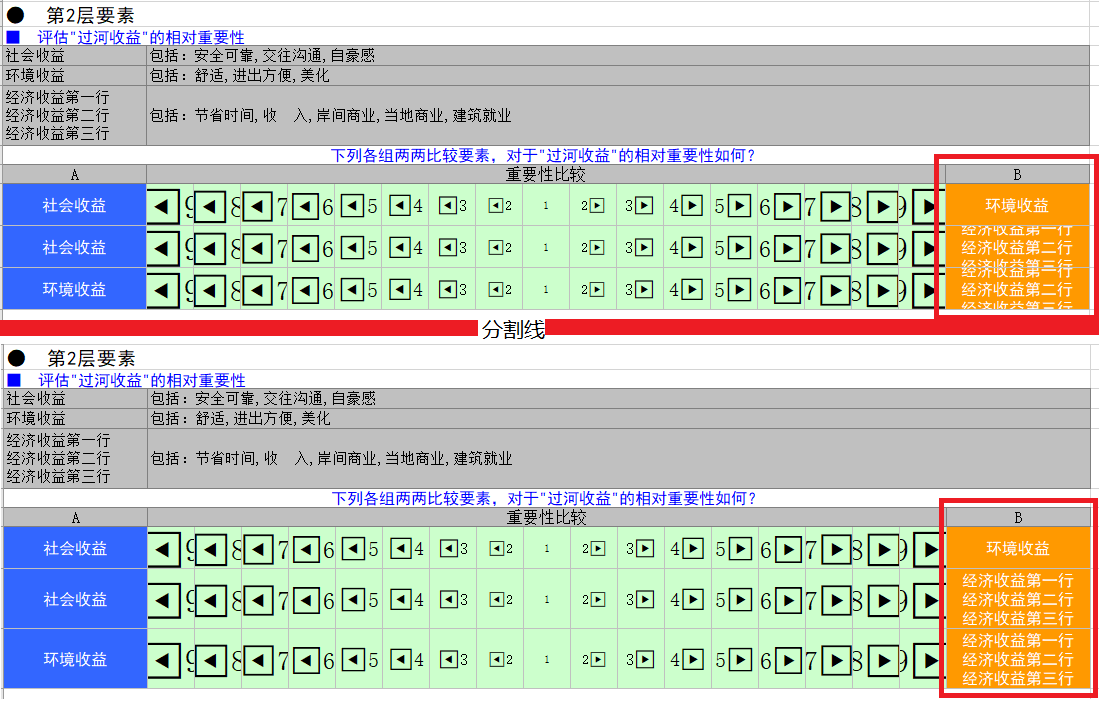 ● 第2层要素
■ 评估"过河收益"的相对重要性
社会收益 包括：安全可靠,交往沟通,自豪感
环境收益 包括：舒适,进出方便,美化
经济收益第一行
经济收益第二行 包括：节省时间,收　入,岸间商业,当地商业,建筑就业
经济收益第三行
下列各组两两比较要素，对于"过河收益"的相对重要性如何？
A 重要性比较 B
社会收益 ◀9 ◀8 ◀7 ◀6 ◀5 ◀4 ◀3 ◀2 1 2▶ 3▶ 4▶ 5▶ 6▶ 7▶ 8▶ 9▶ 环境收益
经济收益第一行
社会收益 ◀9 ◀8 ◀7 ◀6 ◀5 ◀4 ◀3 ◀2 1 2▶ 3▶ 4▶ 5▶ 6▶ 7▶ 8▶ 9▶ 经济收益第二行
经济收益第三行
环境收益 ◀9 ◀8 ◀7 ◀6 ◀5 ◀4 ◀3 ◀2 1 2▶ 3▶ 4▶ 5▶ 6▶ 7▶ 8▶ 9▶ 经济收益第二行
经济收益第三行
分割线
● 第2层要素
■ 评估"过河收益"的相对重要性
社会收益 包括：安全可靠,交往沟通,自豪感
环境收益 包括：舒适,进出方便,美化
经济收益第一行
经济收益第二行 包括：节省时间,收　入,岸间商业,当地商业,建筑就业
经济收益第三行
下列各组两两比较要素，对于"过河收益"的相对重要性如何？
A 重要性比较 B
社会收益 ◀9 ◀8 ◀7 ◀6 ◀5 ◀4 ◀3 ◀2 1 2▶ 3▶ 4▶ 5▶ 6▶ 7▶ 8▶ 9▶ 环境收益
经济收益第一行
社会收益 ◀9 ◀8 ◀7 ◀6 ◀5 ◀4 ◀3 ◀2 1 2▶ 3▶ 4▶ 5▶ 6▶ 7▶ 8▶ 9▶ 经济收益第二行
经济收益第三行
经济收益第一行
环境收益 ◀9 ◀8 ◀7 ◀6 ◀5 ◀4 ◀3 ◀2 1 2▶ 3▶ 4▶ 5▶ 6▶ 7▶ 8▶ 9▶ 经济收益第二行
经济收益第三行